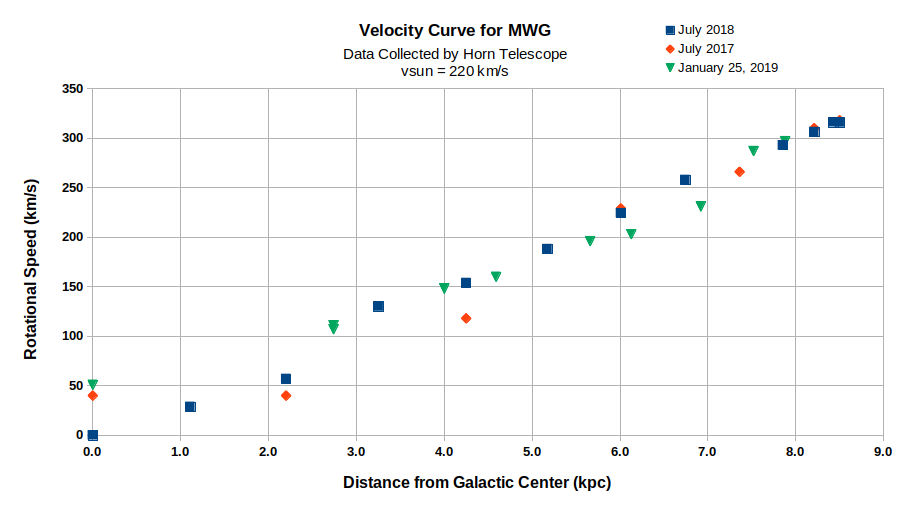 Velocity Curve for MWG
Data Collected by Horn Telescope
vsun = 220 km/s
July 2018
July 2017
January 25, 2019
Rotational Speed (km/s)
350
300
250
200
150
100
50
0
0.0 1.0 2.0 3.0 4.0 5.0 6.0 7.0 8.0 9.0
Distance from Galactic Center (kpc)